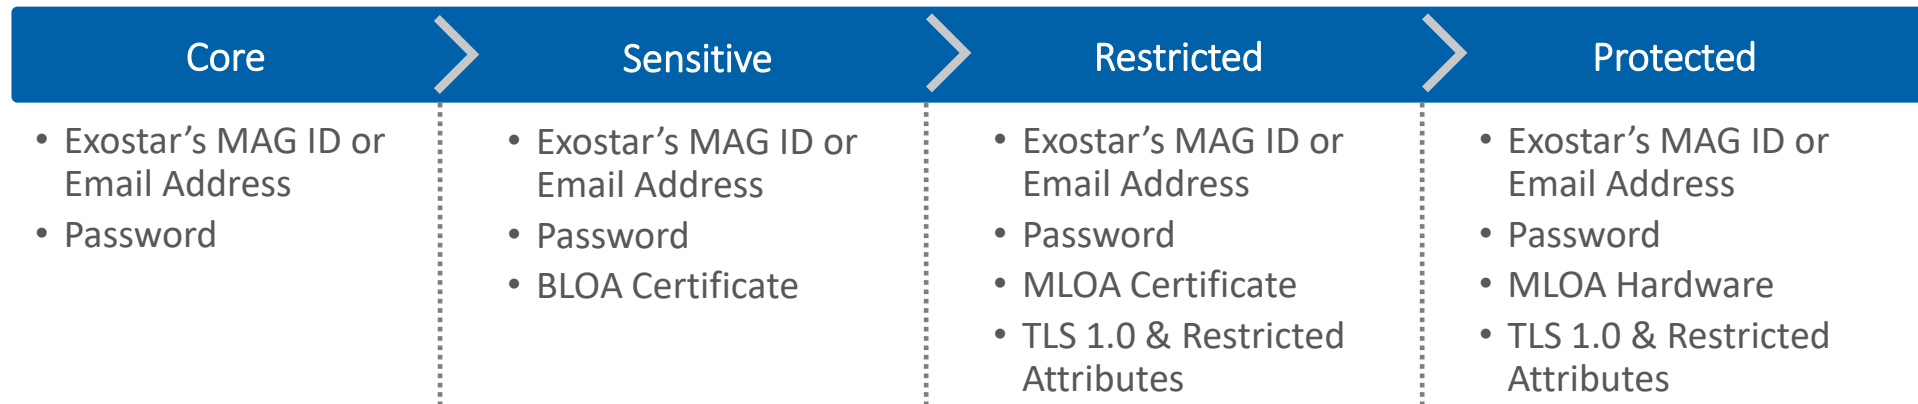 Core
Sensitive
Restricted
Protected
• Exostar’s MAG ID or
Email Address
• Password
• Exostar’s MAG ID or
Email Address
• Password
• BLOA Certificate
• Exostar’s MAG ID or
Email Address
• Password
• MLOA Certificate
• TLS 1.0 & Restricted
Attributes
• Exostar’s MAG ID or
Email Address
• Password
• MLOA Hardware
• TLS 1.0 & Restricted
Attributes